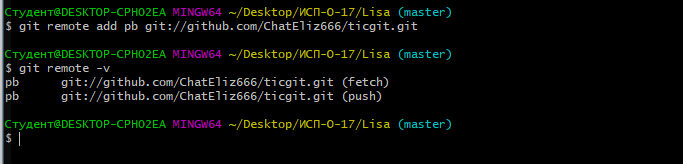 Студент@DESKTOP-CPHO2EA MINGW64 ~/Desktop/ИСП-О-17/Lisa (master)
$ git remote add pb git://github.com/ChatEliz666/ticgit.git
Студент@DESKTOP-CPHO2EA MINGW64 ~/Desktop/ИСП-О-17/Lisa (master)
$ git remote -v
pb git://github.com/ChatEliz666/ticgit.git (fetch)
pb git://github.com/ChatEliz666/ticgit.git (push)
Студент@DESKTOP-CPHO2EA MINGW64 ~/Desktop/ИСП-О-17/Lisa (master)
$